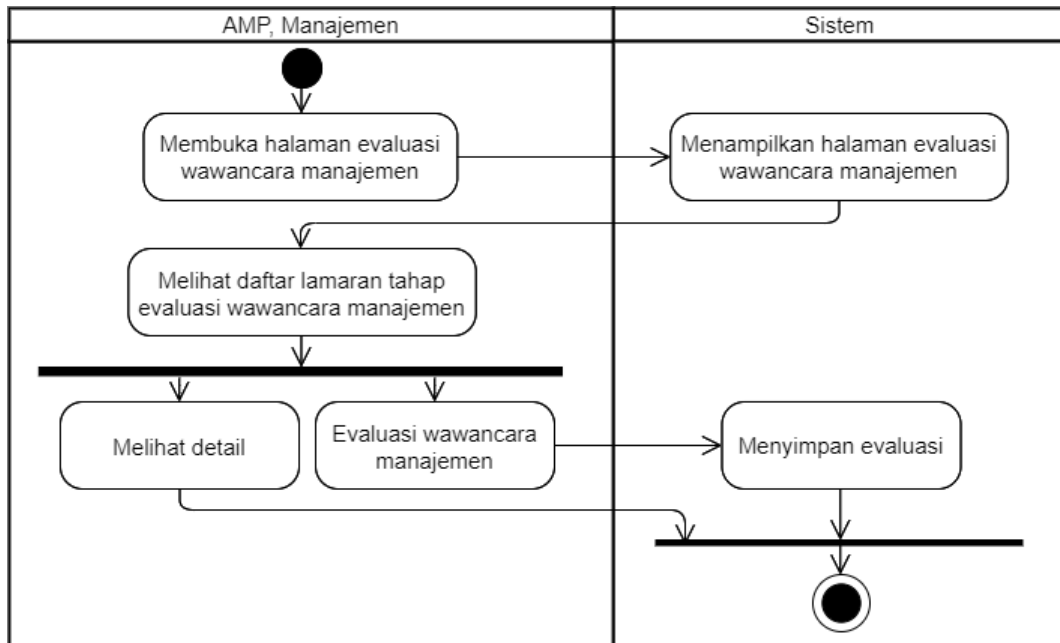 AMP, Manajemen
Sistem
Membuka halaman evaluasi
wawancara manajemen
Menampilkan halaman evaluasi
wawancara manajemen
Melihat daftar lamaran tahap
evaluasi wawancara manajemen
Melihat detail
Evaluasi wawancara
manajemen
Menyimpan evaluasi